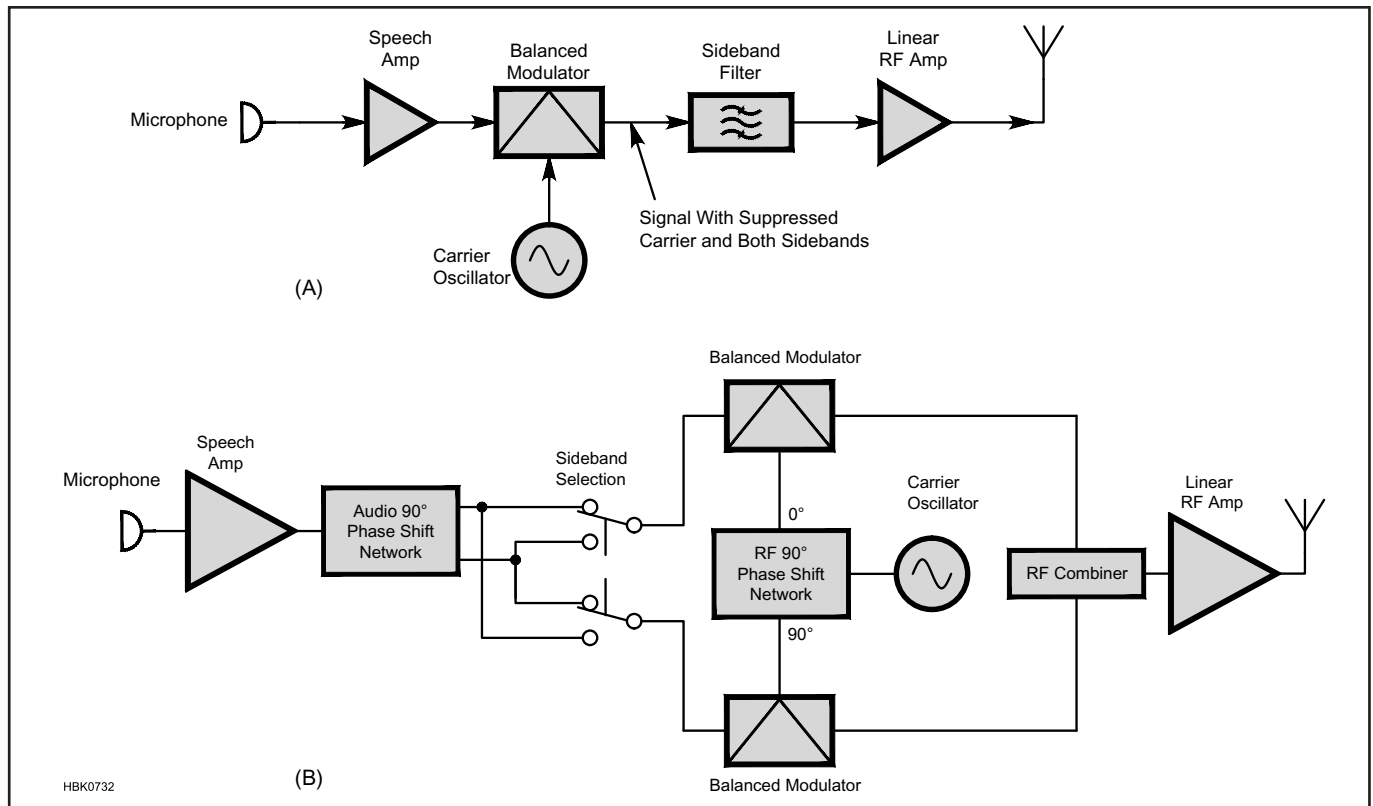 Speech
Amp
Balanced
Modulator
Sideband
Filter
Linear
RF Amp
Microphone
Signal With Suppressed
Carrier and Both Sidebands
Carrier
Oscillator
(A)
Balanced Modulator
Speech
Amp
Microphone
Sideband
Selection
Carrier
Oscillator
Linear
RF Amp
Audio 90°
Phase Shift
Network
0°
RF 90°
Phase Shift
Network
RF Combiner
90°
(B)
Balanced Modulator
HBK0732